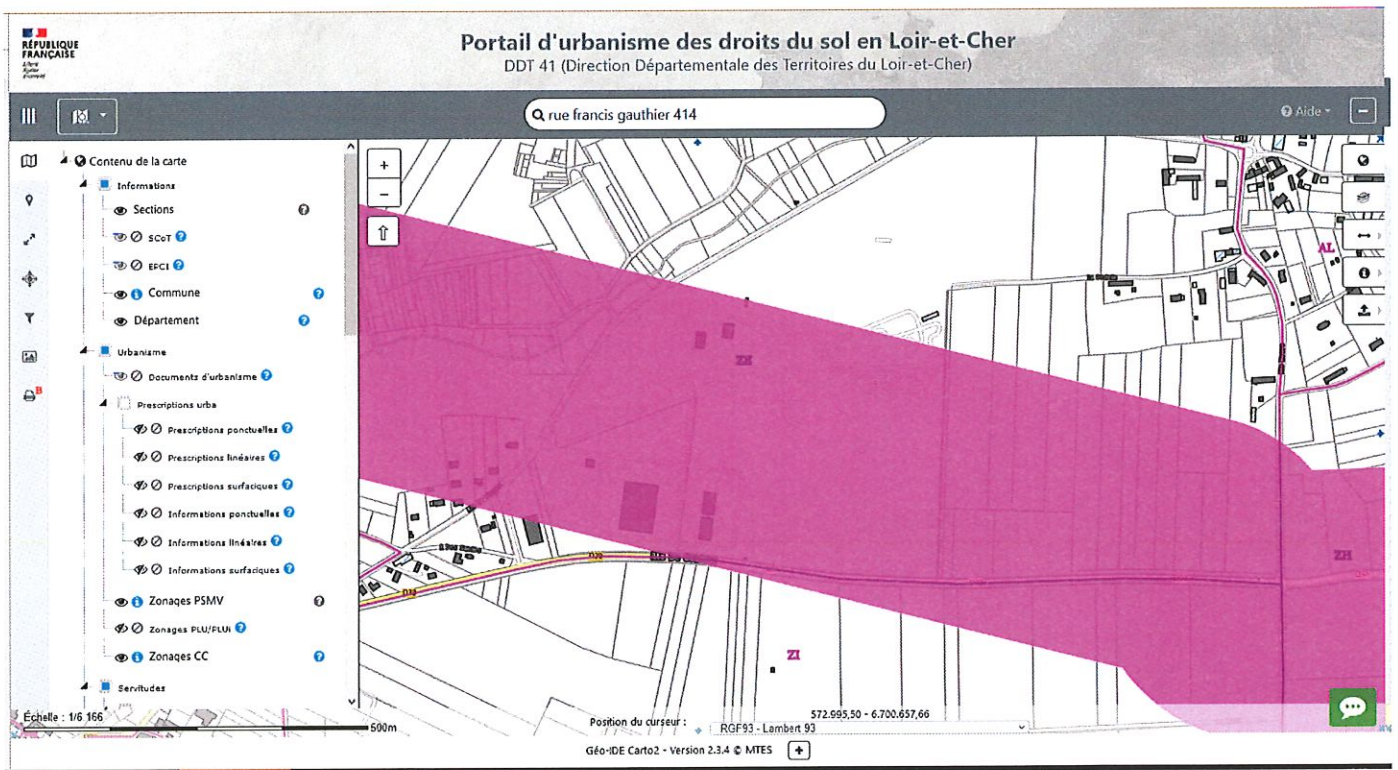 RÉPUBLIQUE
FRANÇAISE
Liberté
Égalité
Fraternité
Portail d'urbanisme des droits du sol en Loir-et-Cher
DDT 41 (Direction Départementale des Territoires du Loir-et-Cher)
rue francis gauthier 414
Aide
Contenu de la carte
Informations
Sections
SCoT
EPCI
Commune
Département
Urbanisme
Documents d'urbanisme
Prescriptions urba
Prescriptions ponctuelles
Prescriptions linéaires
Prescriptions surfaciques
Informations ponctuelles
Informations linéaires
Informations surfaciques
Zonages PSMV
Zonages PLU/PLUi
Zonages CC
Servitudes
AL
ZK
ZH
ZI
Échelle : 1/6 166
500m
Position du curseur :
572.995,50 - 6.700.657,66
RGF93 - Lambert 93
Géo-IDE Carto2 - Version 2.3.4 © MTES